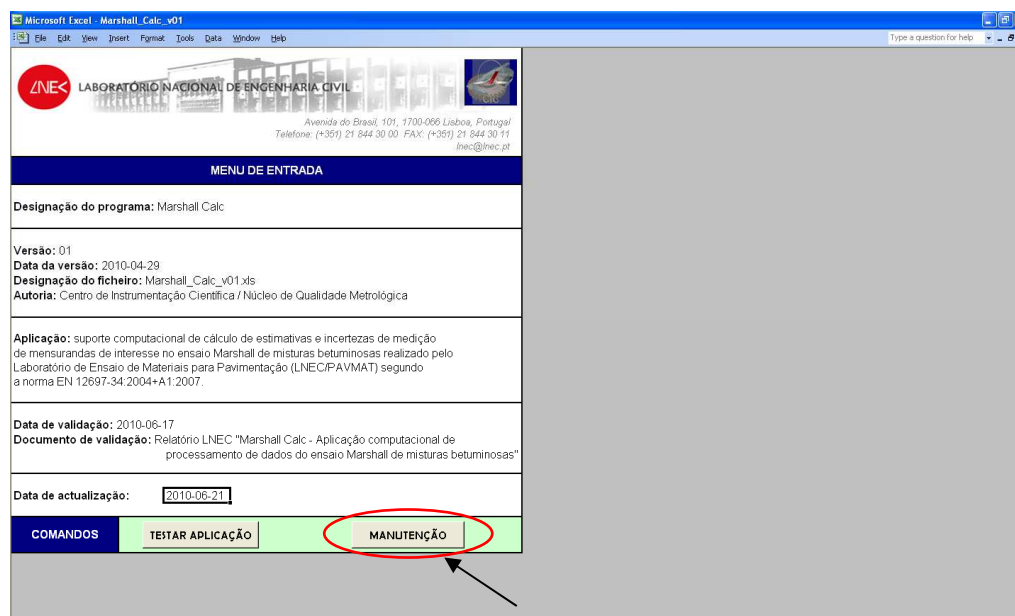 Microsoft Excel - Marshall_Calc_v01
File Edit View Insert Format Tools Data Window Help
Type a question for help
LNEC LABORATÓRIO NACIONAL DE ENGENHARIA CIVIL
CIC
Avenida do Brasil, 101, 1700-066 Lisboa, Portugal
Telefone: (+351) 21 844 30 00 FAX: (+351) 21 844 30 11
lnec@lnec.pt
MENU DE ENTRADA
Designação do programa: Marshall Calc
Versão: 01
Data da versão: 2010-04-29
Designação do ficheiro: Marshall_Calc_v01.xls
Autoria: Centro de Instrumentação Científica / Núcleo de Qualidade Metrológica
Aplicação: suporte computacional de cálculo de estimativas e incertezas de medição
de mensurandas de interesse no ensaio Marshall de misturas betuminosas realizado pelo
Laboratório de Ensaio de Materiais para Pavimentação (LNEC/PAVMAT) segundo
a norma EN 12697-34:2004+A1:2007.
Data de validação: 2010-06-17
Documento de validação: Relatório LNEC "Marshall Calc - Aplicação computacional de
processamento de dados do ensaio Marshall de misturas betuminosas"
Data de actualização: 2010-06-21
COMANDOS TESTAR APLICAÇÃO MANUTENÇÃO